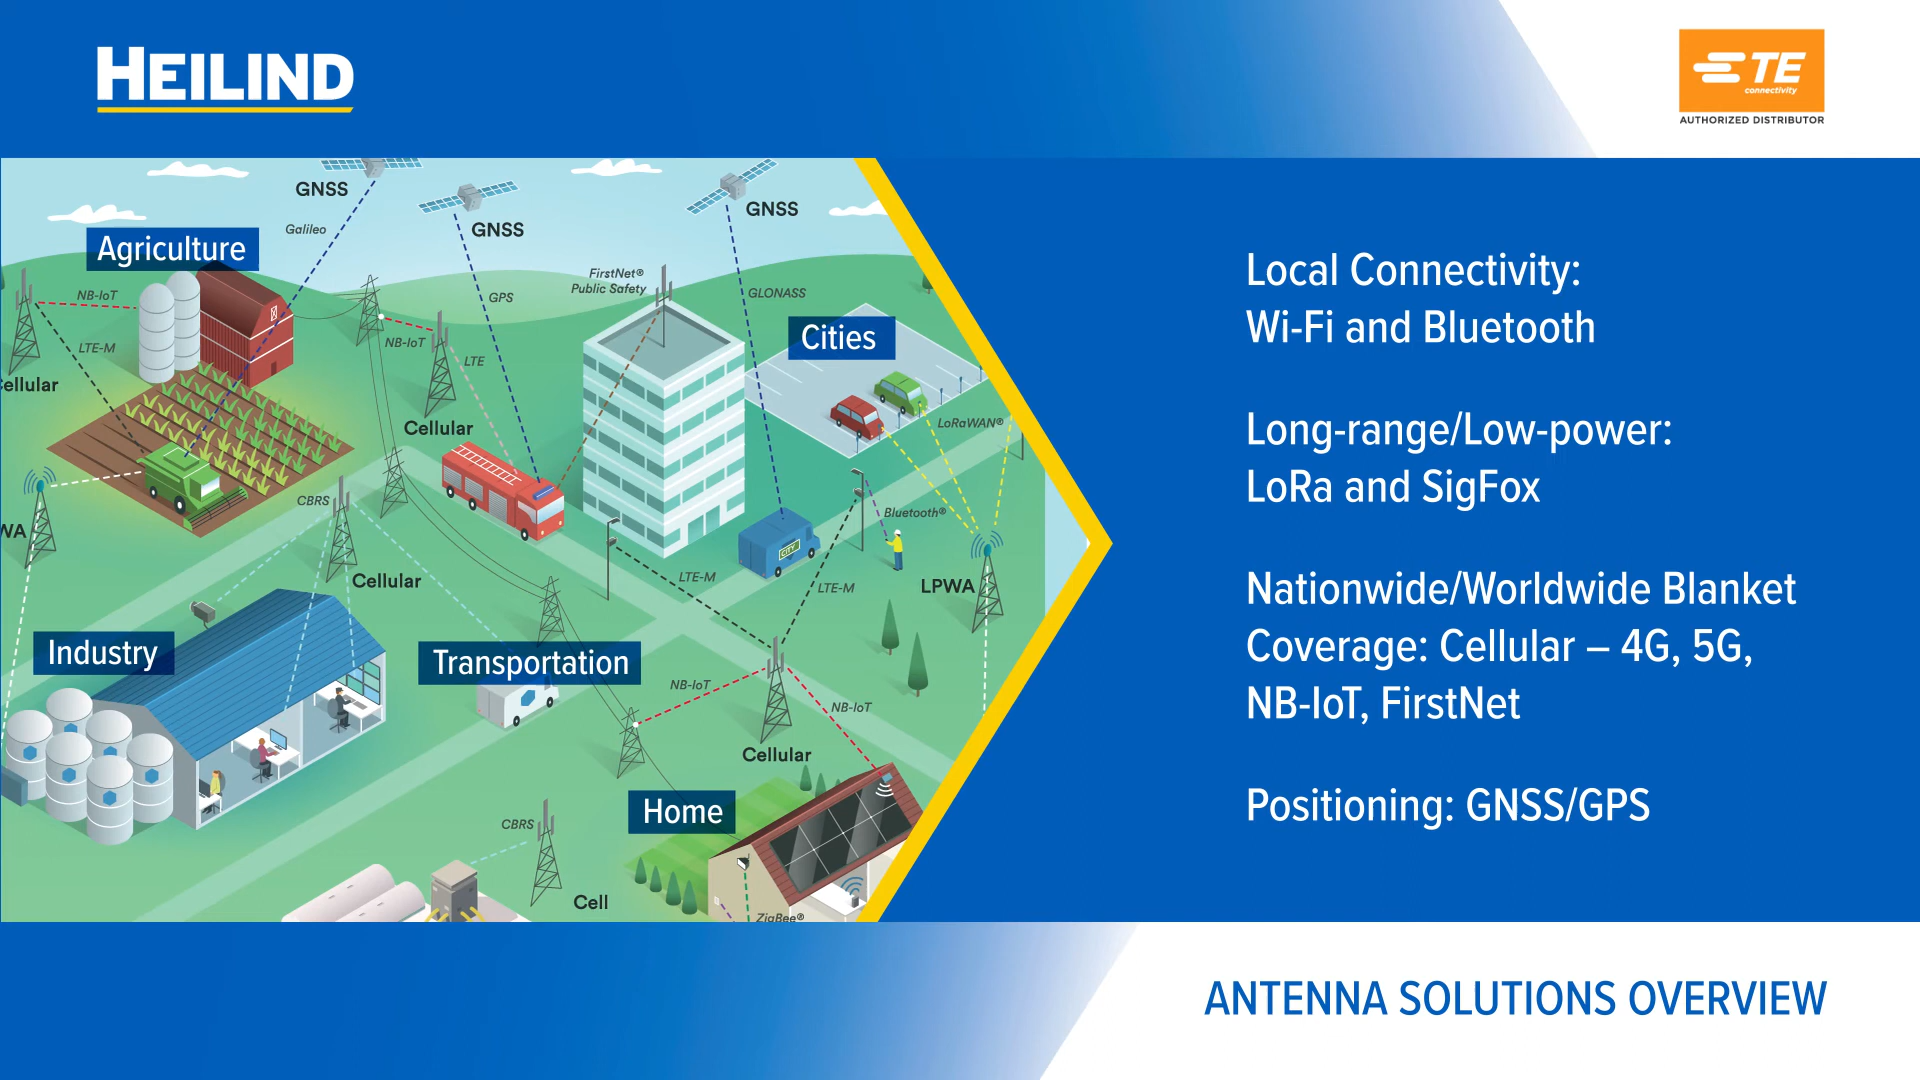 HEILIND
TE
connectivity
AUTHORIZED DISTRIBUTOR
GNSS
GNSS
GNSS
Galileo
Agriculture
FirstNet®
Public Safety
NB-IoT
GPS
GLONASS
LTE-M
NB-IoT
LTE
Cities
ellular
Cellular
LoRaWAN®
CBRS
Bluetooth®
WA
CITY
Cellular
LTE-M
LTE-M
LPWA
Industry
Transportation
NB-IoT
NB-IoT
Cellular
Home
CBRS
Cell
ZigBee®
Local Connectivity:
Wi-Fi and Bluetooth
Long-range/Low-power:
LoRa and SigFox
Nationwide/Worldwide Blanket
Coverage: Cellular – 4G, 5G,
NB-IoT, FirstNet
Positioning: GNSS/GPS
ANTENNA SOLUTIONS OVERVIEW